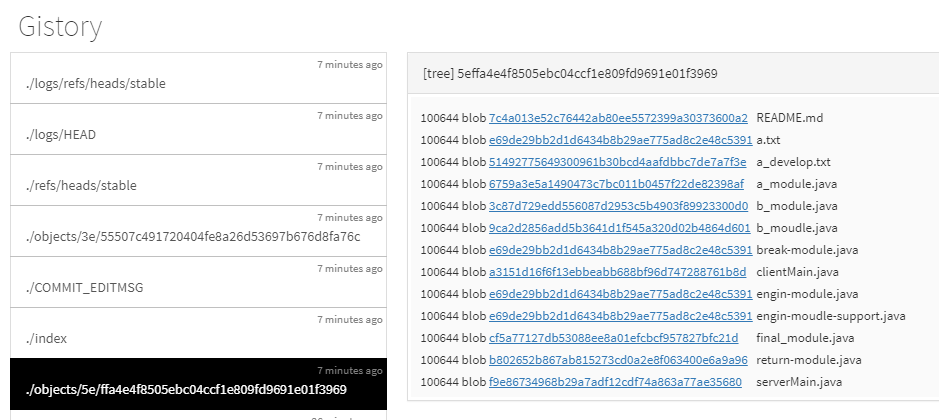 Gistory
7 minutes ago
./logs/refs/heads/stable
7 minutes ago
./logs/HEAD
7 minutes ago
./refs/heads/stable
7 minutes ago
./objects/3e/55507c491720404fe8a26d53697b676d8fa76c
7 minutes ago
./COMMIT_EDITMSG
7 minutes ago
./index
7 minutes ago
./objects/5e/ffa4e4f8505ebc04ccf1e809fd9691e01f3969
[tree] 5effa4e4f8505ebc04ccf1e809fd9691e01f3969
100644 blob 7c4a013e52c76442ab80ee5572399a30373600a2 README.md
100644 blob e69de29bb2d1d6434b8b29ae775ad8c2e48c5391 a.txt
100644 blob 51492775649300961b30bcd4aafdbbc7de7a7f3e a_develop.txt
100644 blob 6759a3e5a1490473c7bc011b0457f22de82398af a_module.java
100644 blob 3c87d729edd556087d2953c5b4903f89923300d0 b_module.java
100644 blob 9ca2d2856add5b3641d1f545a320d02b4864d601 b_moudle.java
100644 blob e69de29bb2d1d6434b8b29ae775ad8c2e48c5391 break-module.java
100644 blob a3151d16f6f13ebbeabb688bf96d747288761b8d clientMain.java
100644 blob e69de29bb2d1d6434b8b29ae775ad8c2e48c5391 engin-module.java
100644 blob e69de29bb2d1d6434b8b29ae775ad8c2e48c5391 engin-moudle-support.java
100644 blob cf5a77127db53088ee8a01efcbcf957827bfc21d final_module.java
100644 blob b802652b867ab815273cd0a2e8f063400e6a9a96 return-module.java
100644 blob f9e86734968b29a7adf12cdf74a863a77ae35680 serverMain.java